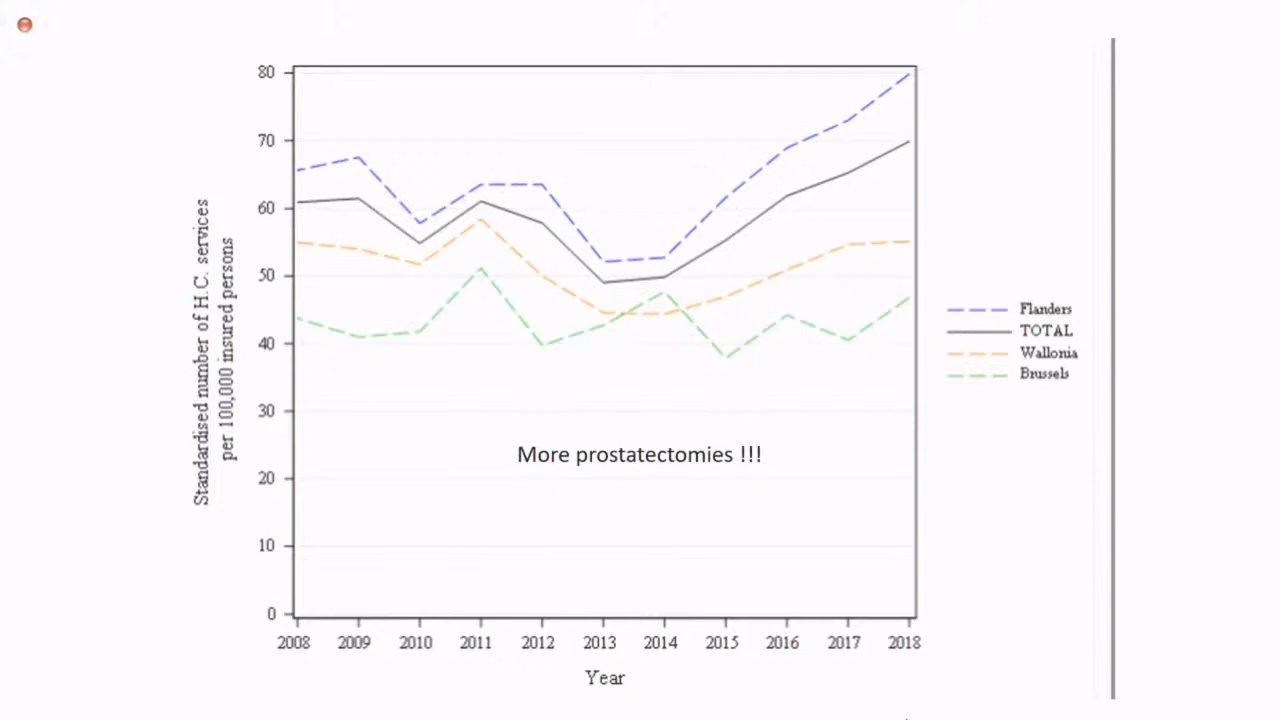 80
70
60
50
40
30
20
10
0
Standardised number of H.C. services
per 100,000 insured persons
More prostatectomies !!!
2008 2009 2010 2011 2012 2013 2014 2015 2016 2017 2018
Year
Flanders
TOTAL
Wallonia
Brussels